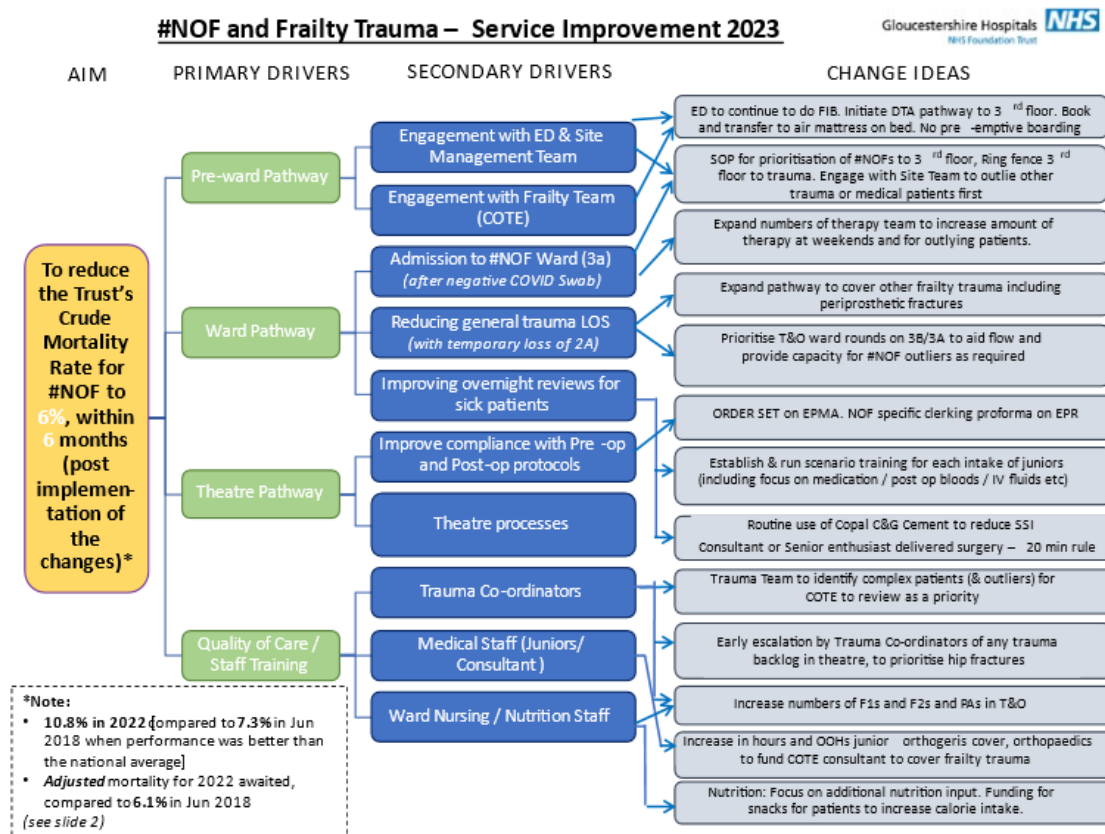 #NOF and Frailty Trauma – Service Improvement 2023
Gloucestershire Hospitals NHS
NHS Foundation Trust
AIM
PRIMARY DRIVERS
SECONDARY DRIVERS
CHANGE IDEAS
To reduce
the Trust's
Crude
Mortality
Rate for
#NOF to
6%, within
6 months
(post
implemen-
tation of
the
changes)*
Pre-ward Pathway
Ward Pathway
Theatre Pathway
Quality of Care /
Staff Training
Engagement with ED & Site
Management Team
Engagement with Frailty Team
(COTE)
Admission to #NOF Ward (3a)
(after negative COVID Swab)
Reducing general trauma LOS
(with temporary loss of 2A)
Improving overnight reviews for
sick patients
Improve compliance with Pre -op
and Post-op protocols
Theatre processes
Trauma Co-ordinators
Medical Staff (Juniors/
Consultant )
Ward Nursing / Nutrition Staff
ED to continue to do FIB. Initiate DTA pathway to 3 rd floor. Book
and transfer to air mattress on bed. No pre -emptive boarding
SOP for prioritisation of #NOFs to 3 rd floor, Ring fence 3 rd
floor to trauma. Engage with Site Team to outlie other
trauma or medical patients first
Expand numbers of therapy team to increase amount of
therapy at weekends and for outlying patients.
Expand pathway to cover other frailty trauma including
periprosthetic fractures
Prioritise T&O ward rounds on 3B/3A to aid flow and
provide capacity for #NOF outliers as required
ORDER SET on EPMA. NOF specific clerking proforma on EPR
Establish & run scenario training for each intake of juniors
(including focus on medication / post op bloods / IV fluids etc)
Routine use of Copal C&G Cement to reduce SSI
Consultant or Senior enthusiast delivered surgery – 20 min rule
Trauma Team to identify complex patients (& outliers) for
COTE to review as a priority
Early escalation by Trauma Co-ordinators of any trauma
backlog in theatre, to prioritise hip fractures
Increase numbers of F1s and F2s and PAs in T&O
Increase in hours and OOHs junior orthogeris cover, orthopaedics
to fund COTE consultant to cover frailty trauma
Nutrition: Focus on additional nutrition input. Funding for
snacks for patients to increase calorie intake.
*Note:
• 10.8% in 2022 [compared to 7.3% in Jun
2018 when performance was better than
the national average]
• Adjusted mortality for 2022 awaited,
compared to 6.1% in Jun 2018
(see slide 2)